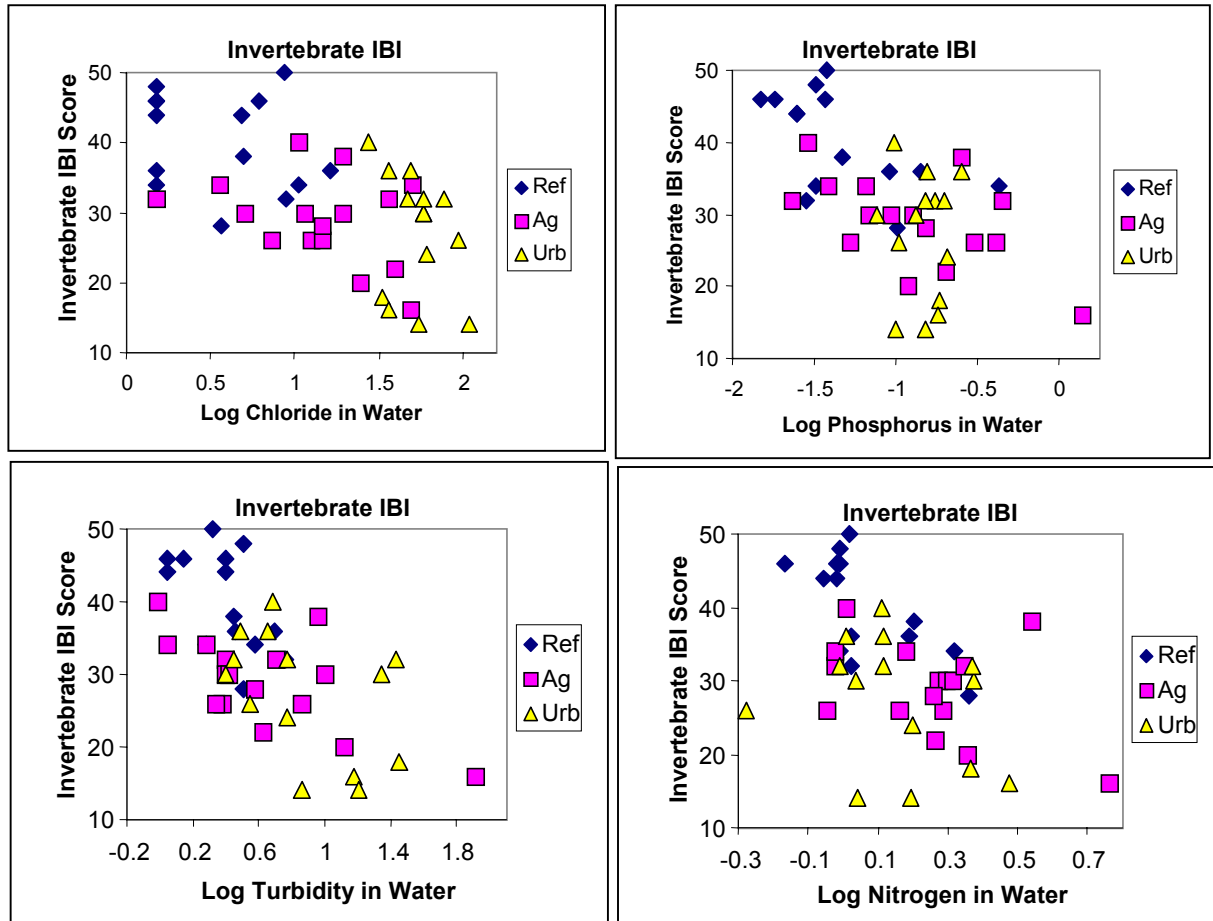 Invertebrate IBI
Invertebrate IBI Score
50
40
30
20
10
0
0.5
1
1.5
2
Log Chloride in Water
Ref
Ag
Urb
Invertebrate IBI
Invertebrate IBI Score
50
40
30
20
10
-2
-1.5
-1
-0.5
0
Log Phosphorus in Water
Ref
Ag
Urb
Invertebrate IBI
Invertebrate IBI Score
50
40
30
20
10
-0.2
0.2
0.6
1
1.4
1.8
Log Turbidity in Water
Ref
Ag
Urb
Invertebrate IBI
Invertebrate IBI Score
50
40
30
20
10
-0.3
-0.1
0.1
0.3
0.5
0.7
Log Nitrogen in Water
Ref
Ag
Urb